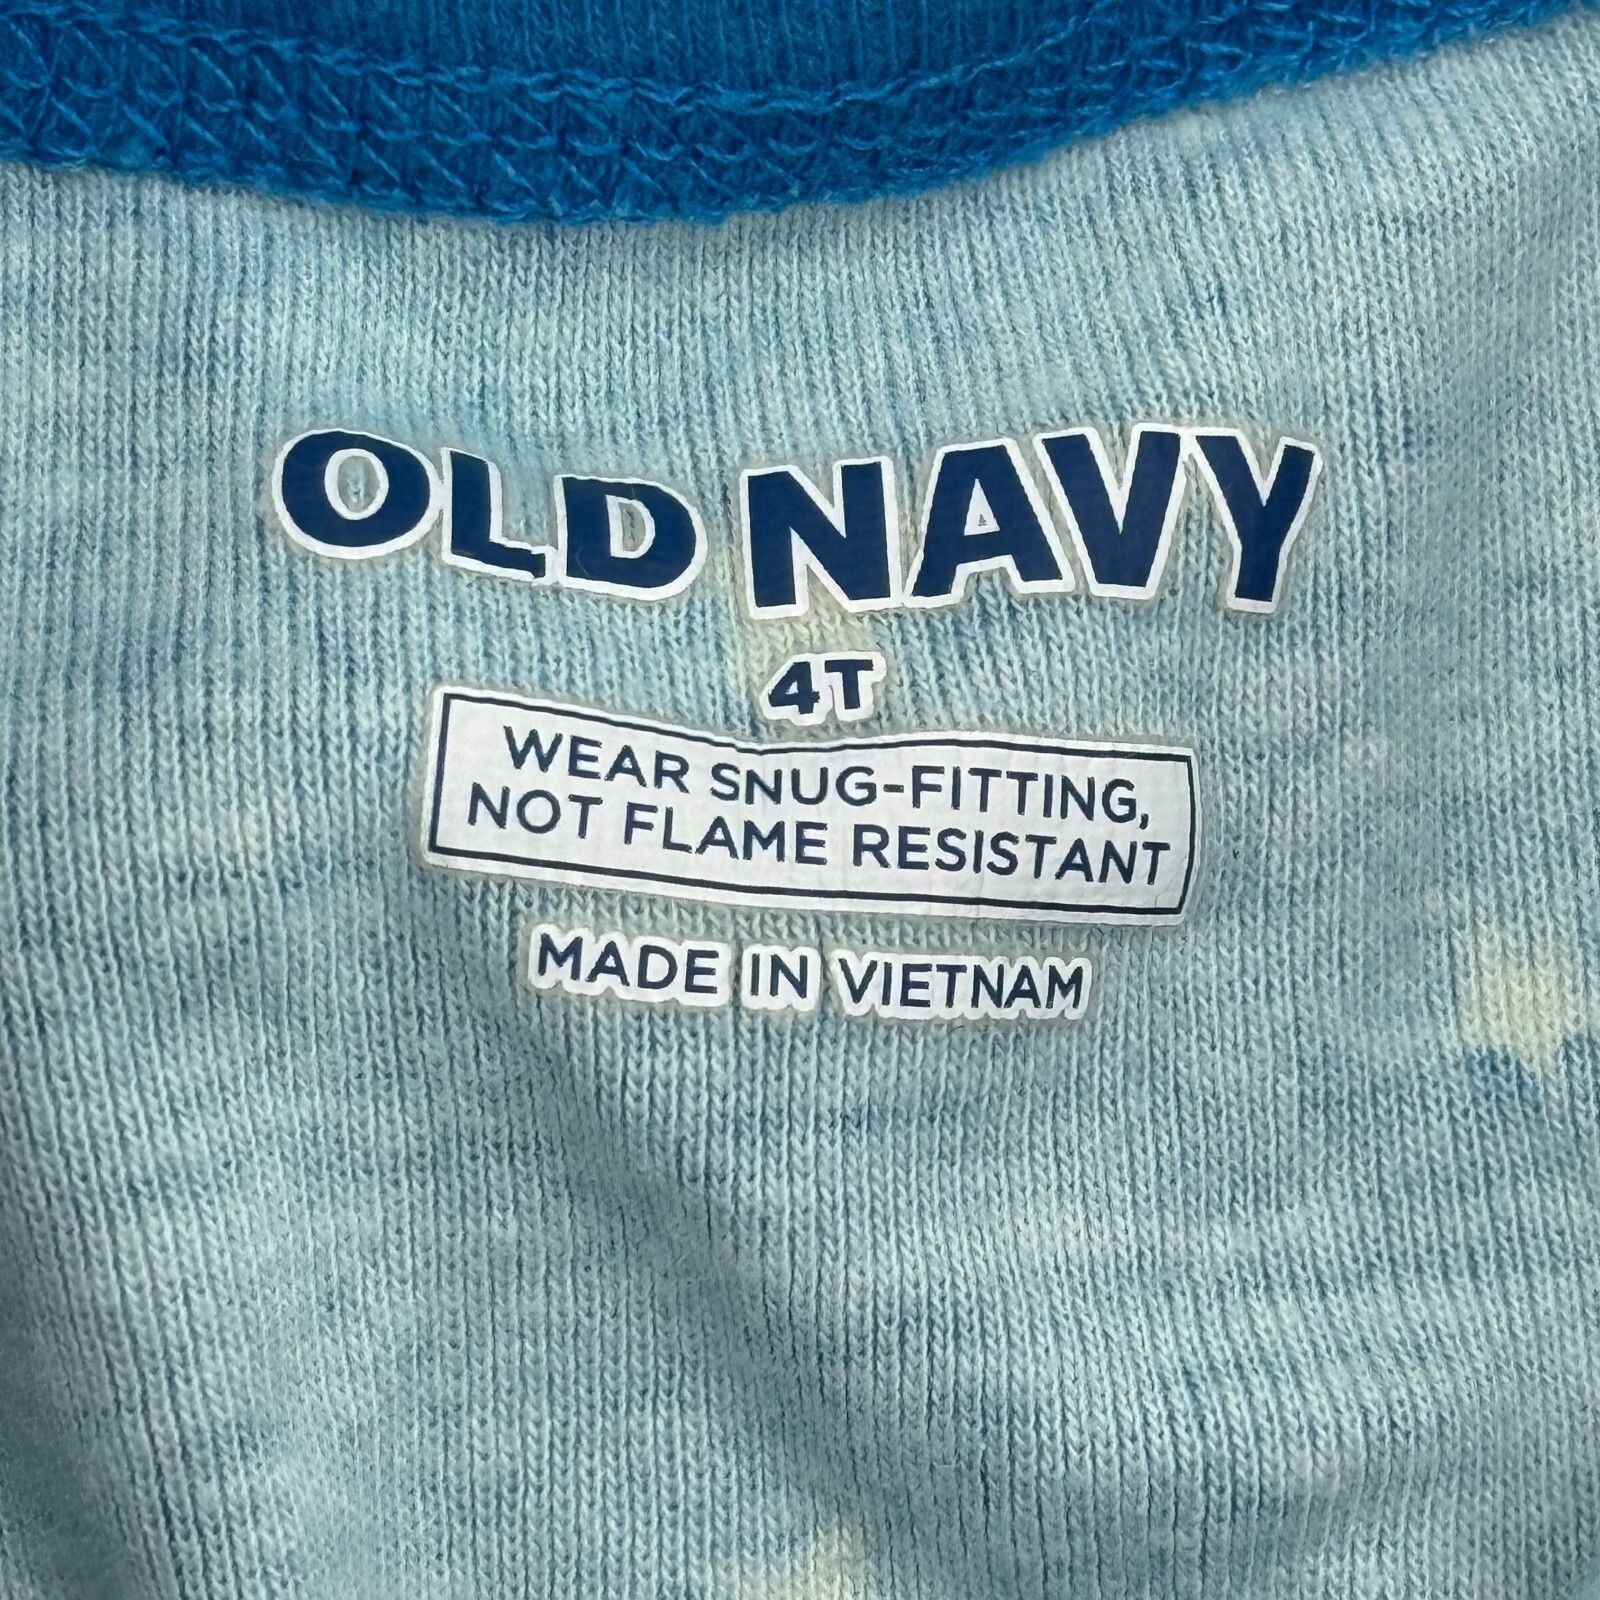 OLD NAVY
4T
WEAR SNUG-FITTING,
NOT FLAME RESISTANT
MADE IN VIETNAM